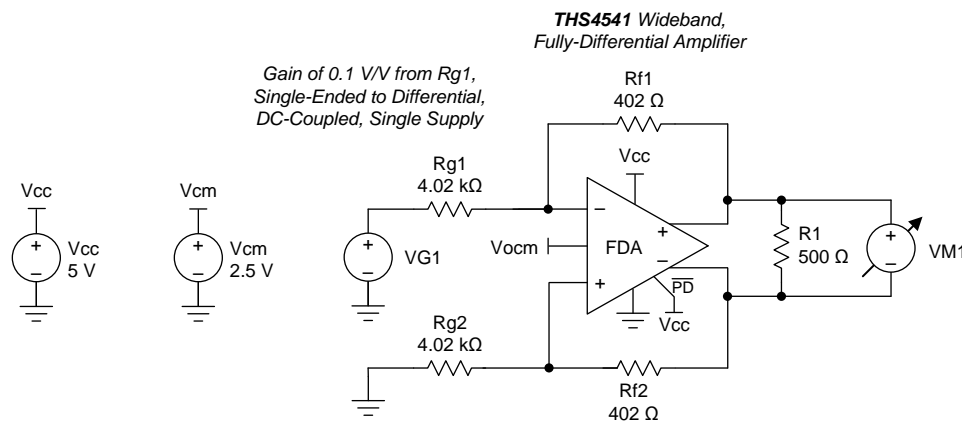 THS4541 Wideband,
Fully-Differential Amplifier
Gain of 0.1 V/V from Rg1,
Single-Ended to Differential,
DC-Coupled, Single Supply
Rf1
402 Ω
Vcc
Rg1
4.02 kΩ
Vcc
Vcm
+
−
Vcc
5 V
+
−
Vcm
2.5 V
+
−
VG1
Vocm
−
+
FDA
+
−
PD
Vcc
R1
500 Ω
+
−
VM1
Rg2
4.02 kΩ
Rf2
402 Ω